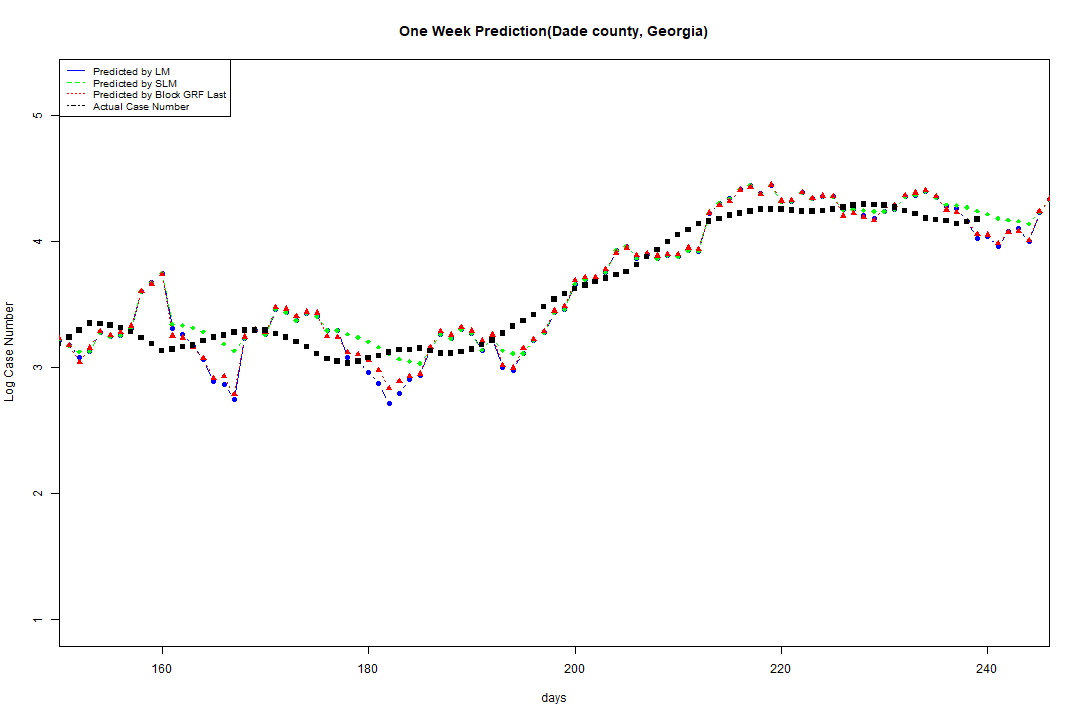 One Week Prediction(Dade county, Georgia)
Predicted by LM
Predicted by SLM
Predicted by Block GRF Last
Actual Case Number
5
4
3
2
1
Log Case Number
160 180 200 220 240
days